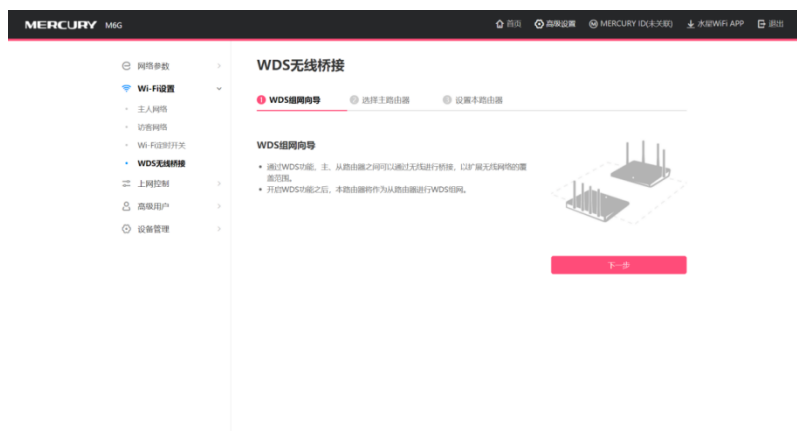 MERCURY M6G
首页 高级设置 MERCURY ID(未关联) 水星WiFi APP 退出
网络参数
Wi-Fi设置
主人网络
访客网络
Wi-Fi定时开关
WDS无线桥接
上网控制
高级用户
设备管理
WDS无线桥接
1 WDS组网向导 2 选择主路由器 3 设置本路由器
WDS组网向导
通过WDS功能，主、从路由器之间可以通过无线进行桥接，以扩展无线网络的覆
盖范围。
开启WDS功能之后，本路由器将作为从路由器进行WDS组网。
下一步